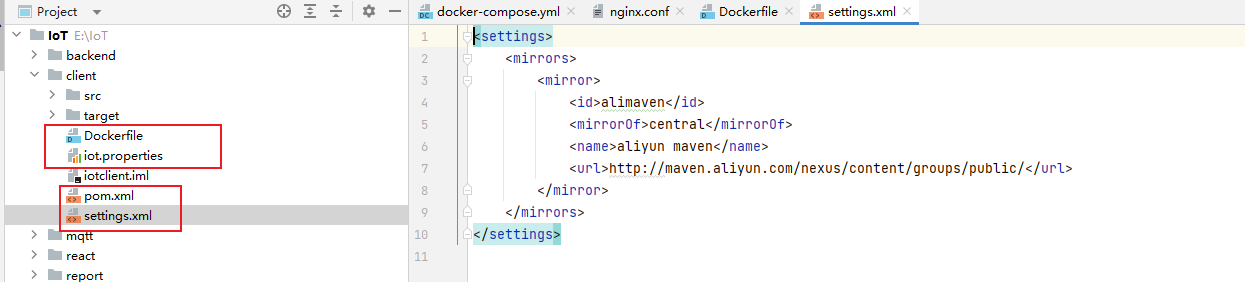 Project
docker-compose.yml
nginx.conf
Dockerfile
settings.xml
IoT E:\IoT
backend
client
src
target
Dockerfile
iot.properties
iotclient.iml
pom.xml
settings.xml
mqtt
react
report
1 <settings>
2 <mirrors>
3 <mirror>
4 <id>alimaven</id>
5 <mirrorOf>central</mirrorOf>
6 <name>aliyun maven</name>
7 <url>http://maven.aliyun.com/nexus/content/groups/public/</url>
8 </mirror>
9 </mirrors>
10 </settings>
11